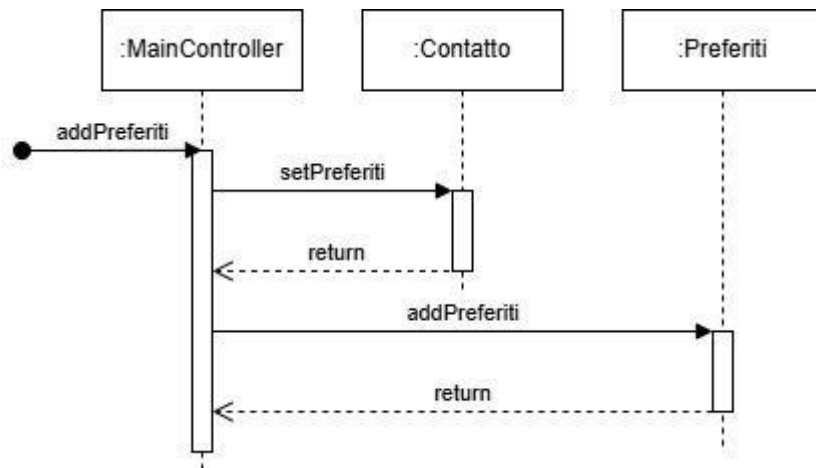 :MainController
:Contatto
:Preferiti
addPreferiti
setPreferiti
return
addPreferiti
return